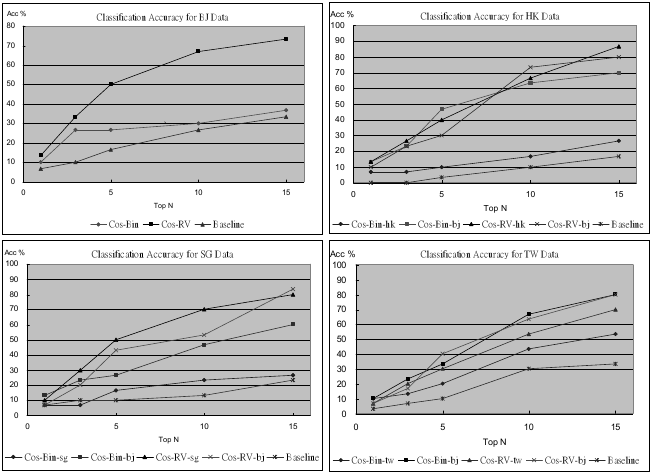 Acc %
Classification Accuracy for BJ Data
80
70
60
50
40
30
20
10
0
0 5 10 15
Top N
Cos-Bin Cos-RV Baseline
Acc %
Classification Accuracy for HK Data
100
90
80
70
60
50
40
30
20
10
0
0 5 10 15
Top N
Cos-Bin-hk Cos-Bin-bj Cos-RV-hk Cos-RV-bj Baseline
Acc %
Classification Accuracy for SG Data
100
90
80
70
60
50
40
30
20
10
0
0 5 10 15
Top N
Cos-Bin-sg Cos-Bin-bj Cos-RV-sg Cos-RV-bj Baseline
Acc %
Classification Accuracy for TW Data
100
90
80
70
60
50
40
30
20
10
0
0 5 10 15
Top N
Cos-Bin-tw Cos-Bin-bj Cos-RV-tw Cos-RV-bj Baseline